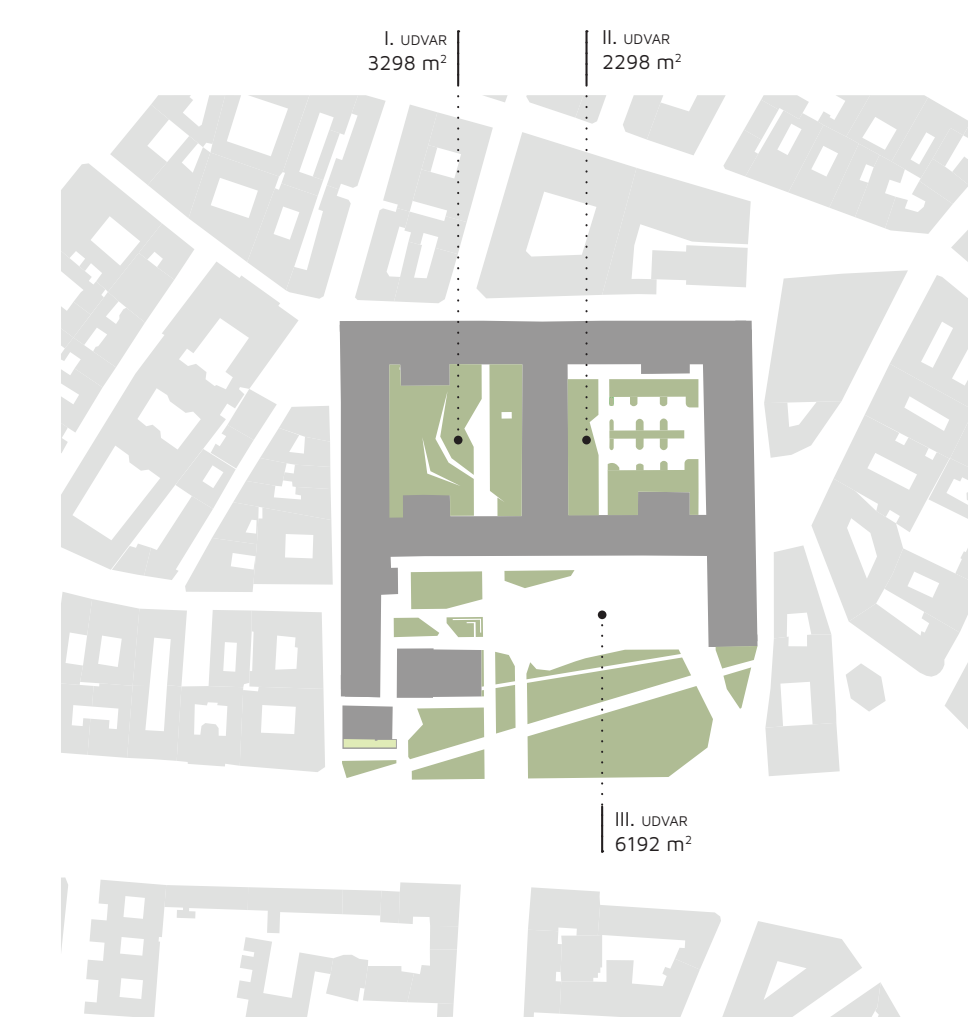 I. UDVAR
3298 m²
II. UDVAR
2298 m²
III. UDVAR
6192 m²